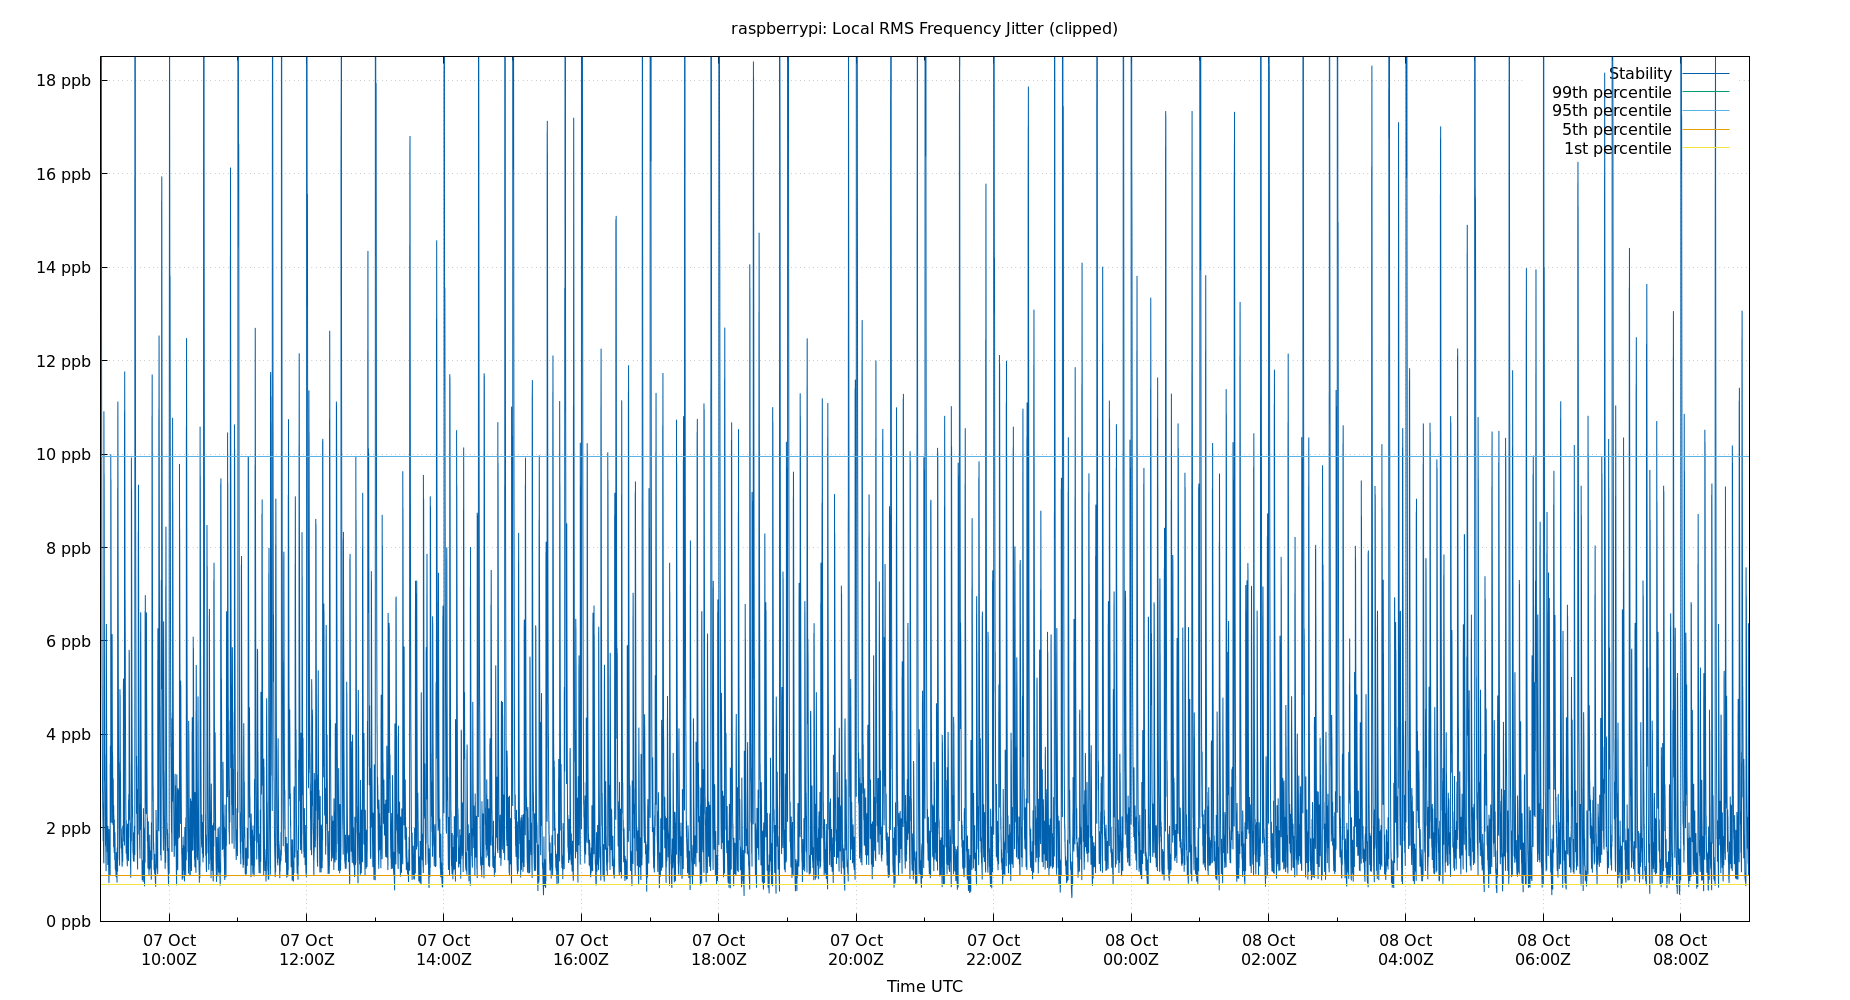 raspberrypi: Local RMS Frequency Jitter (clipped)
18 ppb
16 ppb
14 ppb
12 ppb
10 ppb
8 ppb
6 ppb
4 ppb
2 ppb
0 ppb
Stability
99th percentile
95th percentile
5th percentile
1st percentile
07 Oct 07 Oct 07 Oct 07 Oct 07 Oct 07 Oct 07 Oct 08 Oct 08 Oct 08 Oct 08 Oct 08 Oct
10:00Z 12:00Z 14:00Z 16:00Z 18:00Z 20:00Z 22:00Z 00:00Z 02:00Z 04:00Z 06:00Z 08:00Z
Time UTC